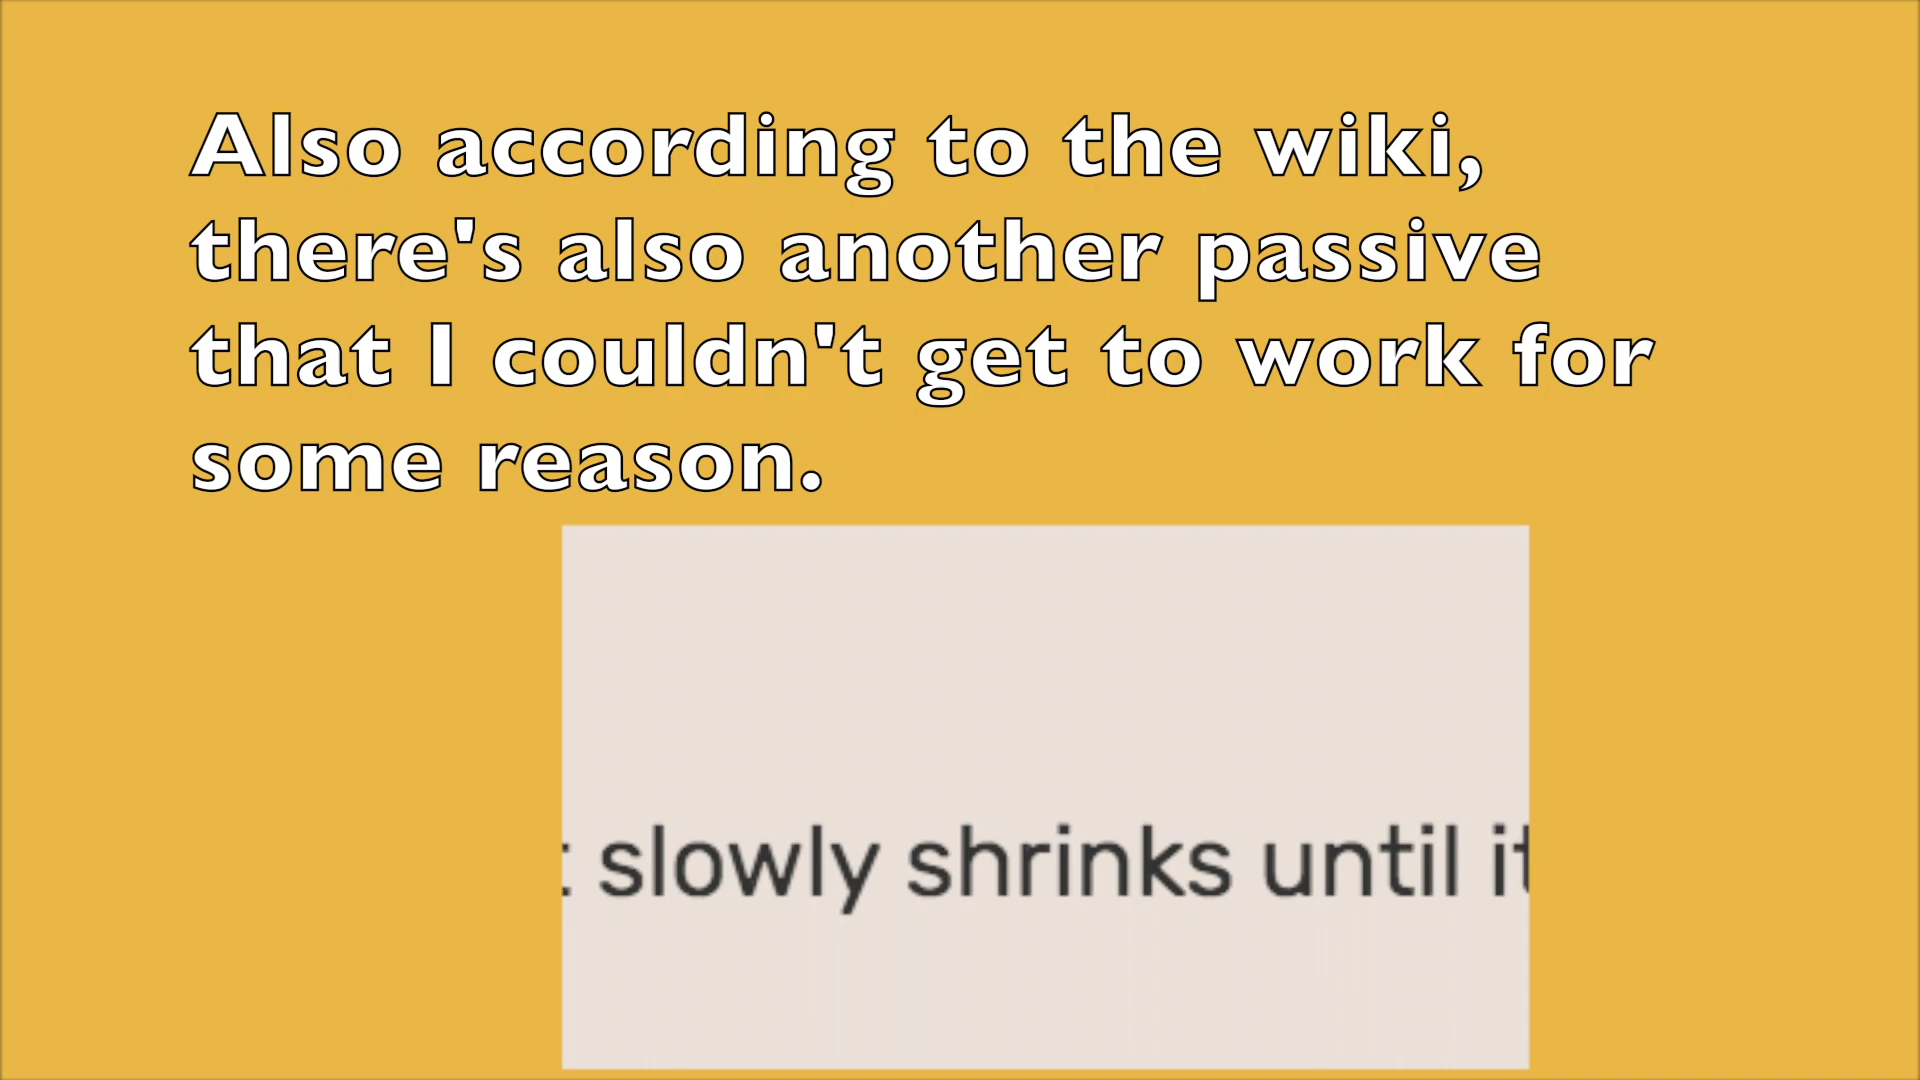 Also according to the wiki,
there's also another passive
that I couldn't get to work for
some reason.
slowly shrinks until it